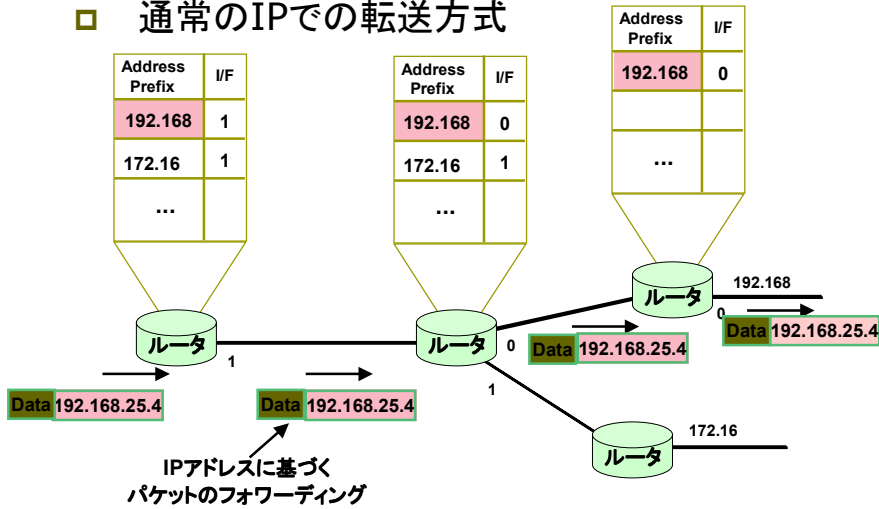 通常のIPでの転送方式
Address Prefix I/F
192.168 1
172.16 1
...
Address Prefix I/F
192.168 0
172.16 1
...
Address Prefix I/F
192.168 0
...
ルータ
1
ルータ
0
1
ルータ
0
192.168
ルータ
172.16
Data 192.168.25.4
Data 192.168.25.4
Data 192.168.25.4
Data 192.168.25.4
IPアドレスに基づく
パケットのフォワーディング